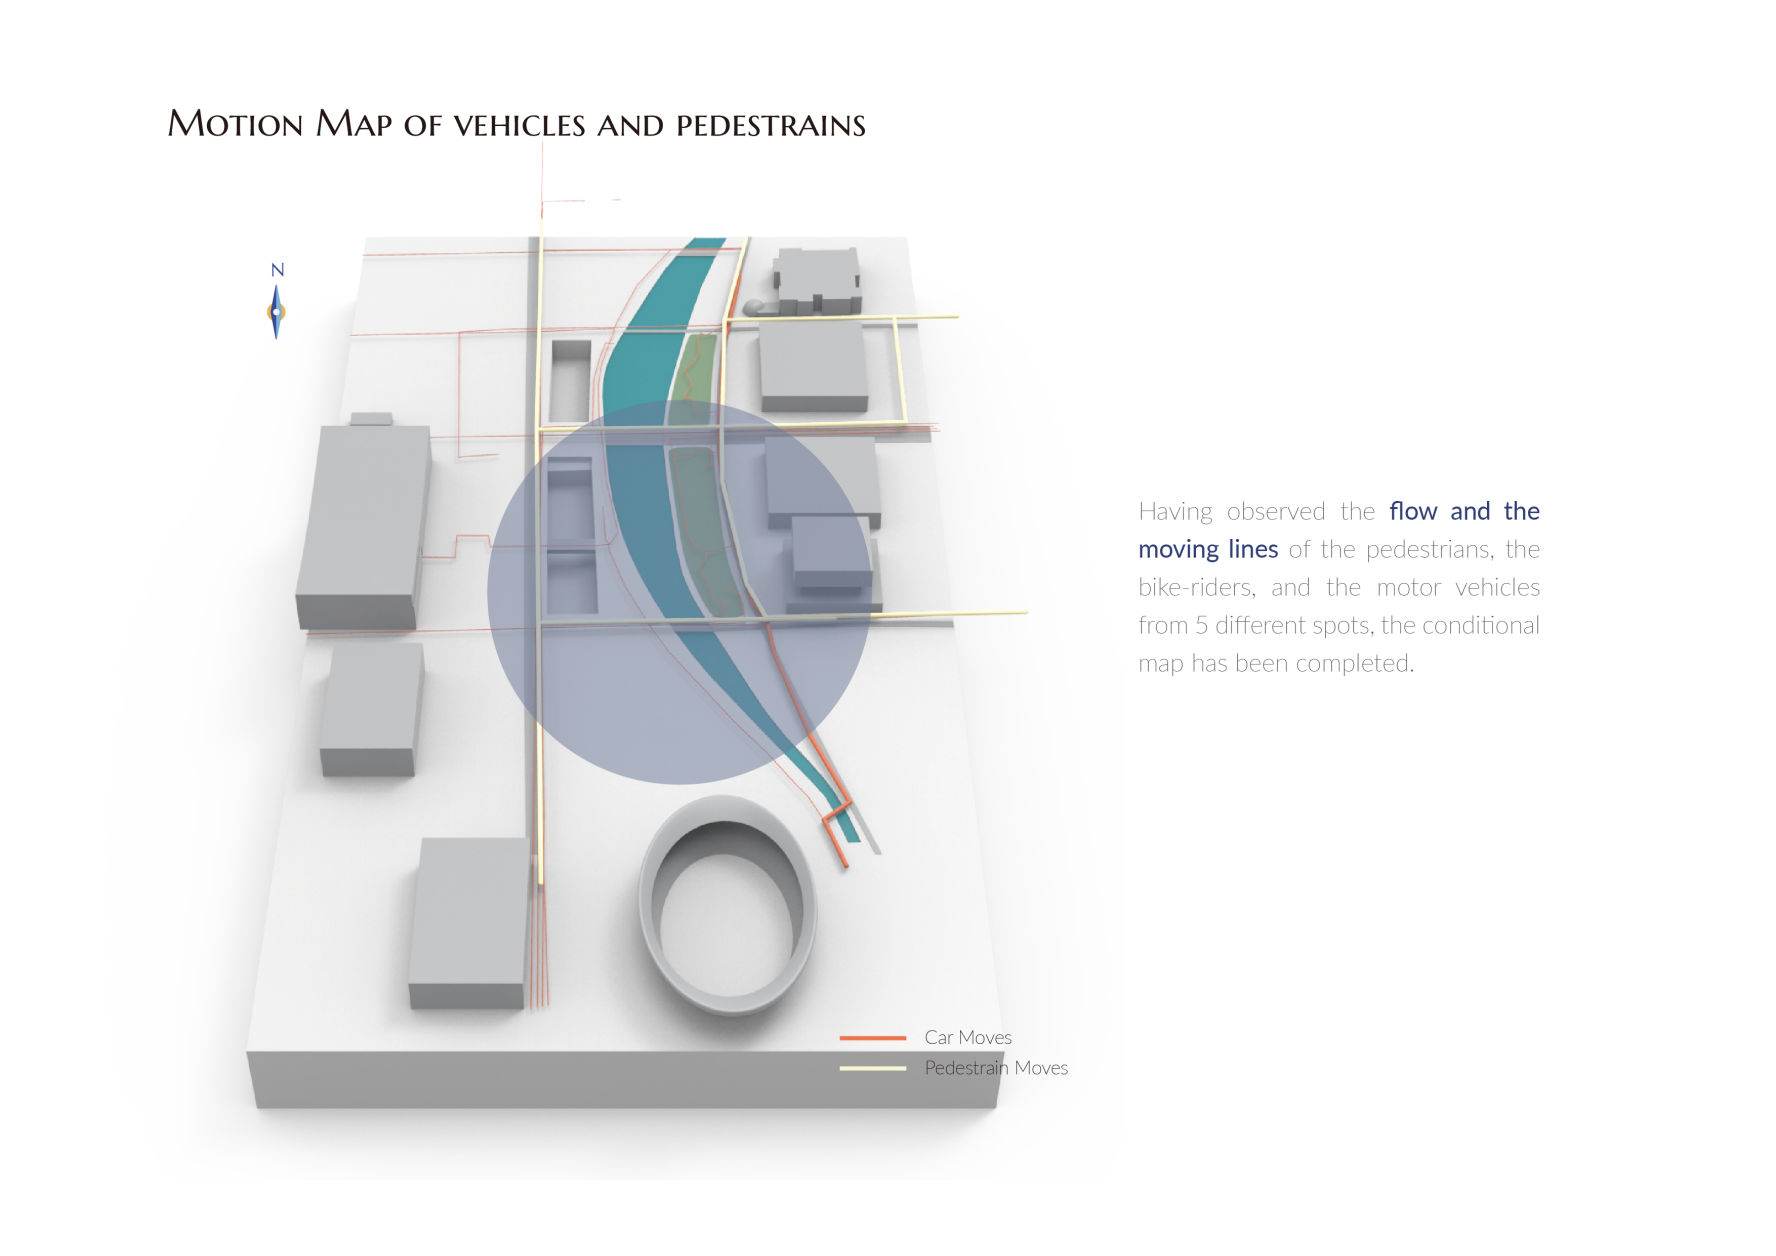 Motion Map of vehicles and pedestrains
N
Having observed the flow and the
moving lines of the pedestrians, the
bike-riders, and the motor vehicles
from 5 different spots, the conditional
map has been completed.
Car Moves
Pedestrain Moves